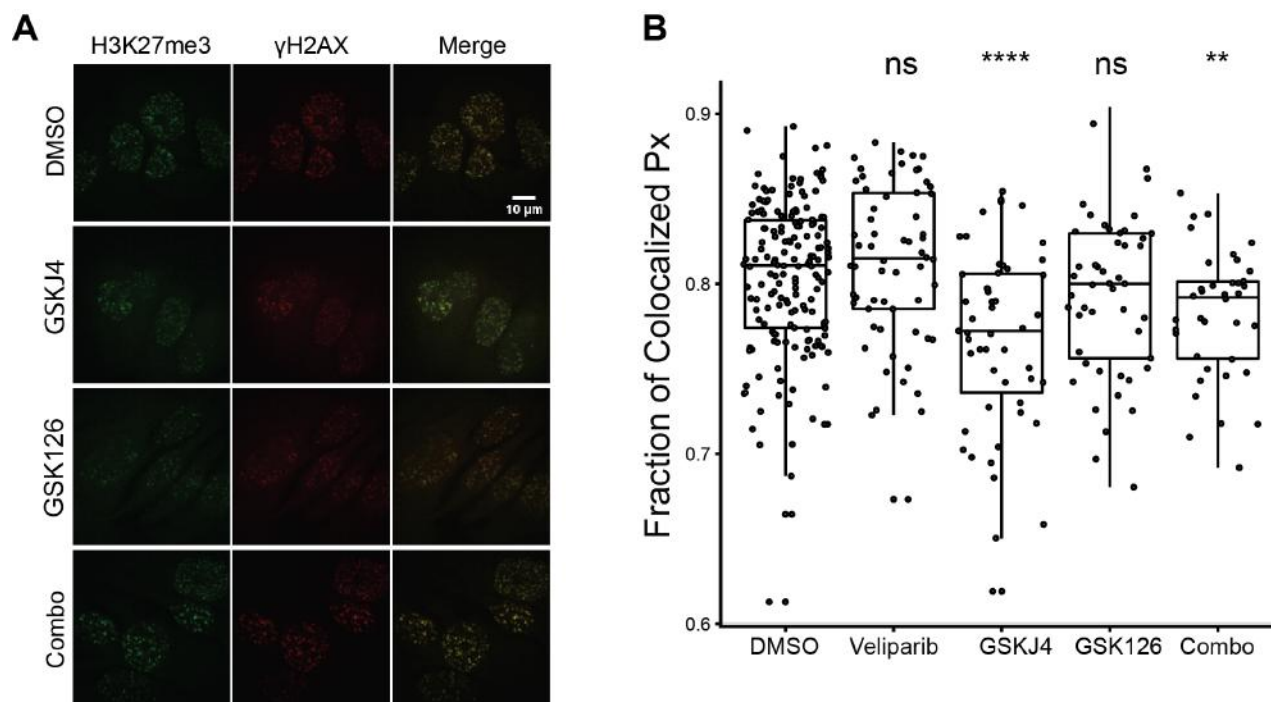 A
H3K27me3 γH2AX Merge
DMSO
10 µm
GSKJ4
GSK126
Combo
B
ns **** ns **
Fraction of Colocalized Px
0.9
0.8
0.7
0.6
DMSO Veliparib GSKJ4 GSK126 Combo